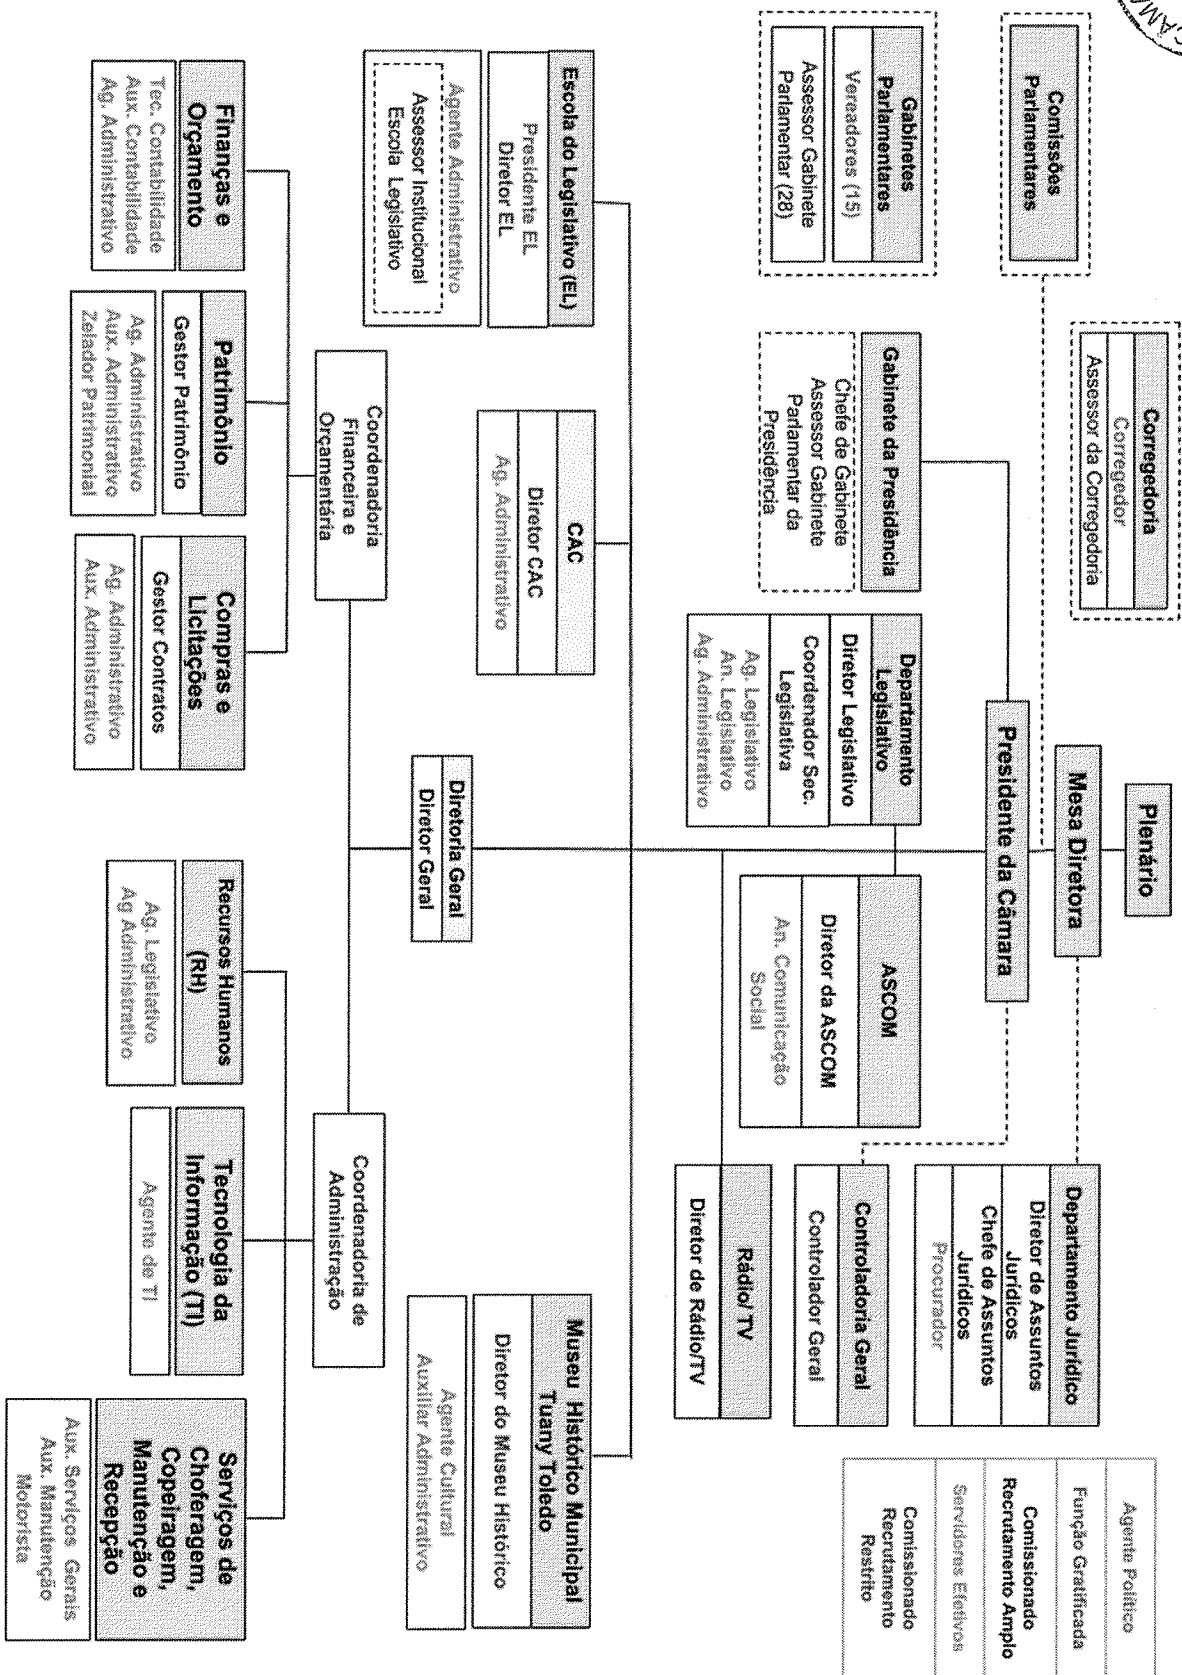 CÂMA
Plenário
Mesa Diretora
Presidente da Câmara
Corregedoria
Corregedor
Assessor da Corregedoria
Comissões
Parlamentares
Gabinetes
Parlamentares
Vereadores (15)
Assessor Gabinete
Parlamentar (28)
Gabinete da Presidência
Chefe de Gabinete
Assessor Gabinete
Parlamentar da
Presidência
Departamento
Legislativo
Diretor Legislativo
Coordenador Sec.
Legislativa
Ag. Legislativo
An. Legislativo
Ag. Administrativo
ASCOM
Diretor da ASCOM
An. Comunicação
Social
Departamento Jurídico
Diretor de Assuntos
Jurídicos
Chefe de Assuntos
Jurídicos
Procurador
Controladoria Geral
Controlador Geral
Rádio/ TV
Diretor de Rádio/TV
Agente Político
Função Gratificada
Comissionado
Recrutamento Amplo
Servidores Efetivos
Comissionado
Recrutamento
Restrito
Escola do Legislativo (EL)
Presidente EL
Diretor EL
Agente Administrativo
Assessor Institucional
Escola Legislativo
CAC
Diretor CAC
Ag. Administrativo
Museu Histórico Municipal
Tuany Toledo
Diretor do Museu Histórico
Agente Cultural
Auxiliar Administrativo
Diretoria Geral
Diretor Geral
Coordenadoria
Financeira e
Orçamentária
Coordenadoria de
Administração
Finanças e
Orçamento
Tec. Contabilidade
Aux. Contabilidade
Ag. Administrativo
Patrimônio
Gestor Patrimônio
Ag. Administrativo
Aux. Administrativo
Zelador Patrimonial
Compras e
Licitações
Gestor Contratos
Ag. Administrativo
Aux. Administrativo
Recursos Humanos
(RH)
Ag. Legislativo
Ag Administrativo
Tecnologia da
Informação (TI)
Agente de TI
Serviços de
Choferagem,
Copeiragem,
Manutenção e
Recepção
Aux. Serviços Gerais
Aux. Manutenção
Motorista